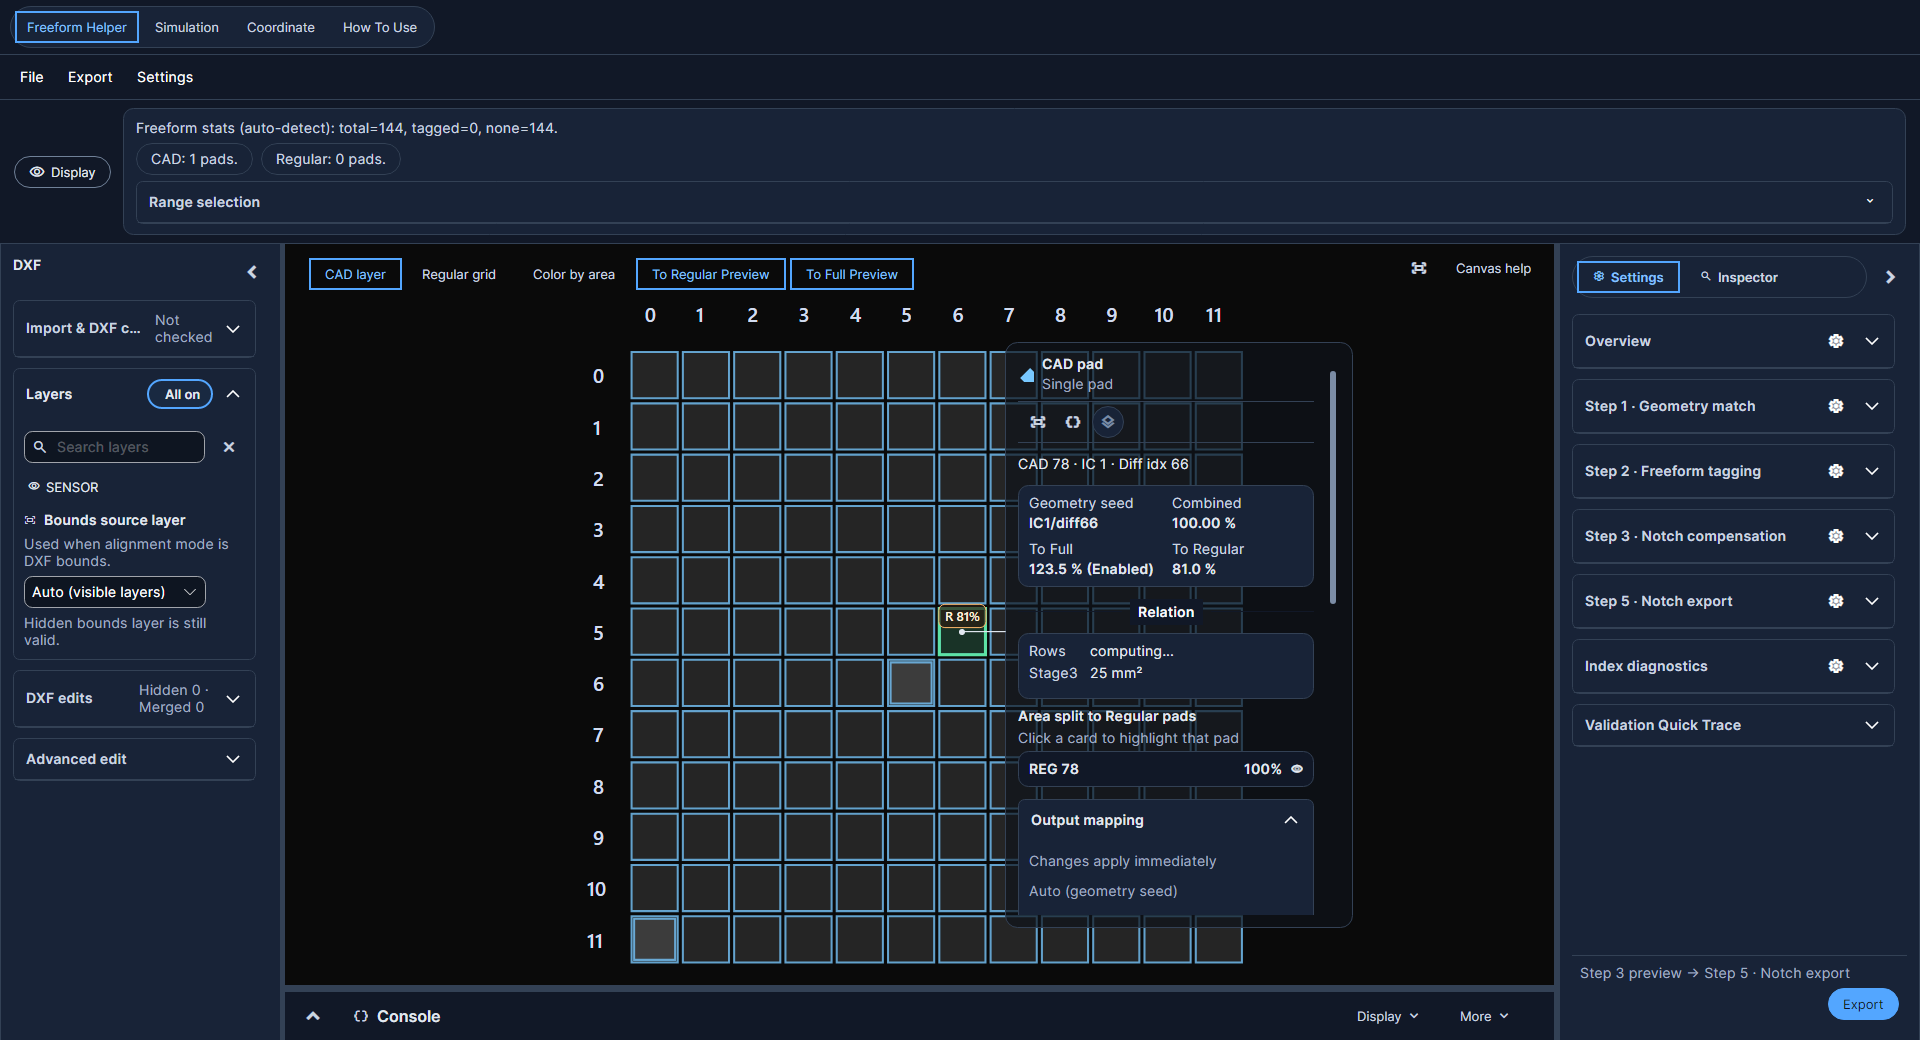 Freeform Helper Simulation Coordinate How To Use
File Export Settings
Display
Freeform stats (auto-detect): total=144, tagged=0, none=144.
CAD: 1 pads. Regular: 0 pads.
Range selection
DXF
Import & DXF c... Not checked
Layers All on
Search layers
SENSOR
Bounds source layer
Used when alignment mode is
DXF bounds.
Auto (visible layers)
Hidden bounds layer is still
valid.
DXF edits Hidden 0 ·
Merged 0
Advanced edit
CAD layer Regular grid Color by area To Regular Preview To Full Preview
Canvas help
0 1 2 3 4 5 6 7 8 9 10 11
0
1
2
3
4
5
6
7
8
9
10
11
R 81%
CAD pad
Single pad
CAD 78 · IC 1 · Diff idx 66
Geometry seed Combined
IC1/diff66 100.00 %
To Full To Regular
123.5 % (Enabled) 81.0 %
Relation
Rows computing...
Stage3 25 mm²
Area split to Regular pads
Click a card to highlight that pad
REG 78 100%
Output mapping
Changes apply immediately
Auto (geometry seed)
Console
Display More
Settings Inspector
Overview
Step 1 · Geometry match
Step 2 · Freeform tagging
Step 3 · Notch compensation
Step 5 · Notch export
Index diagnostics
Validation Quick Trace
Step 3 preview → Step 5 · Notch export
Export